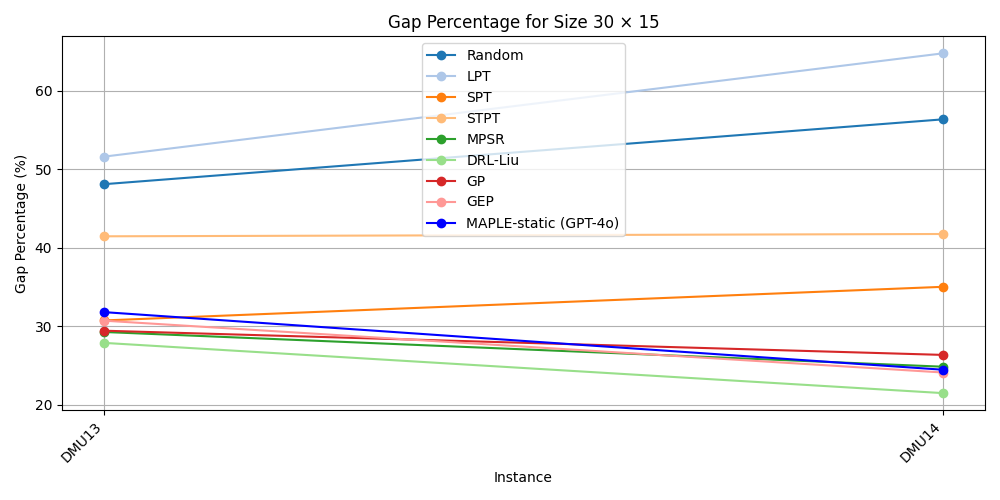 Gap Percentage for Size 30 × 15
Gap Percentage (%)
60
50
40
30
20
Random
LPT
SPT
STPT
MPSR
DRL-Liu
GP
GEP
MAPLE-static (GPT-4o)
DMU13
DMU14
Instance